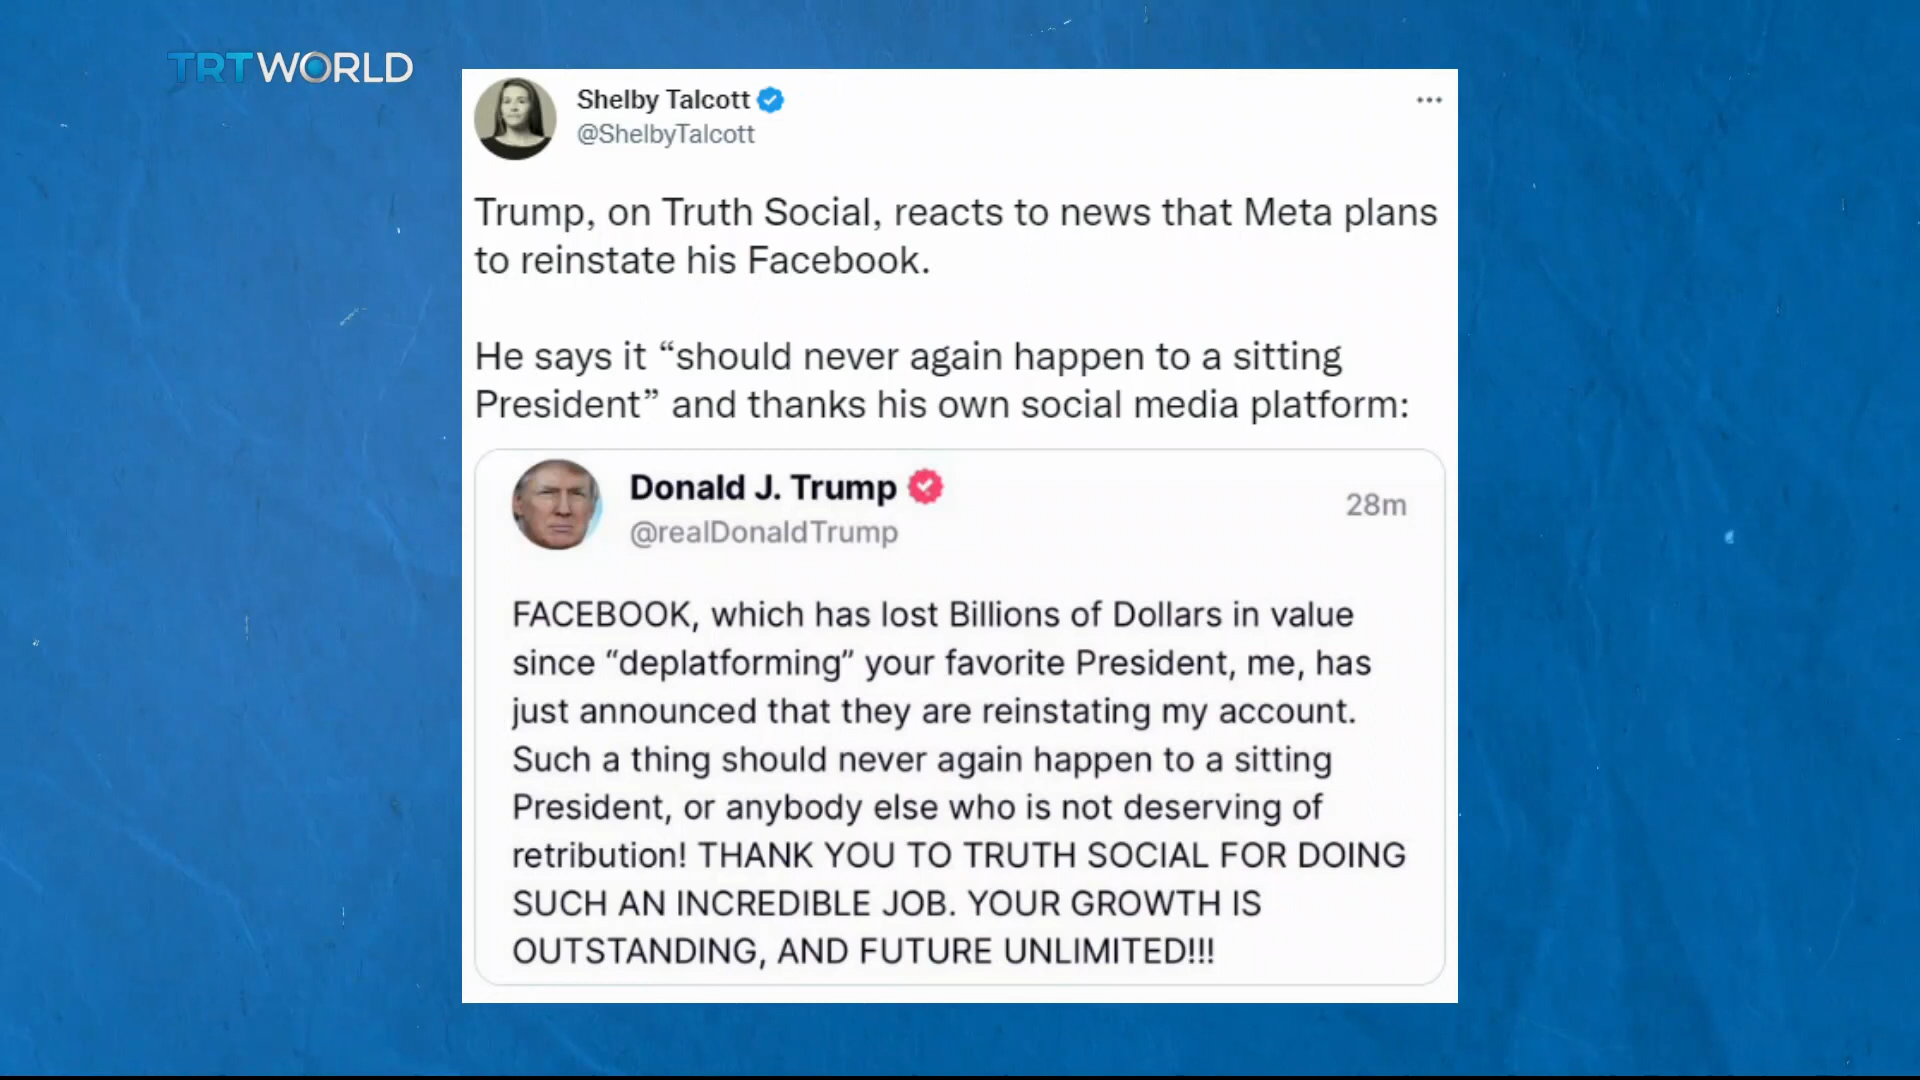 TRT WORLD
Shelby Talcott
@ShelbyTalcott
Trump, on Truth Social, reacts to news that Meta plans
to reinstate his Facebook.
He says it “should never again happen to a sitting
President” and thanks his own social media platform:
Donald J. Trump
28m
@realDonaldTrump
FACEBOOK, which has lost Billions of Dollars in value
since “deplatforming” your favorite President, me, has
just announced that they are reinstating my account.
Such a thing should never again happen to a sitting
President, or anybody else who is not deserving of
retribution! THANK YOU TO TRUTH SOCIAL FOR DOING
SUCH AN INCREDIBLE JOB. YOUR GROWTH IS
OUTSTANDING, AND FUTURE UNLIMITED!!!